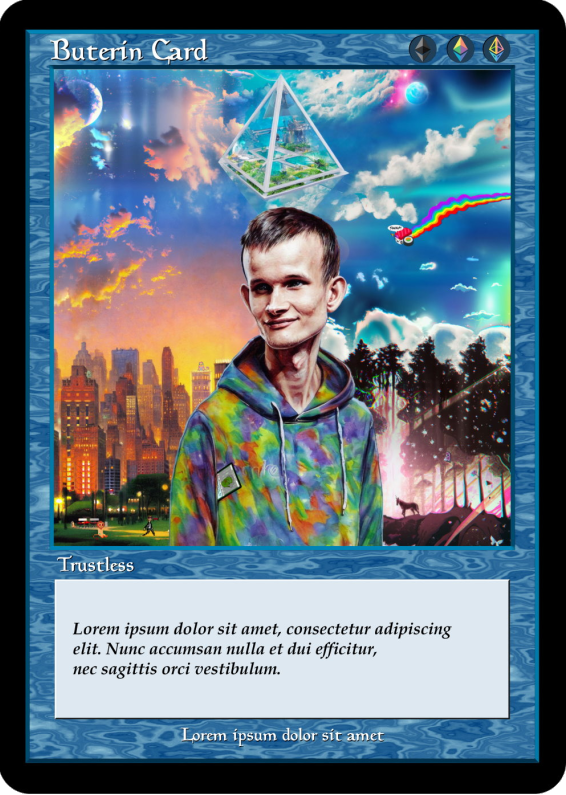 Buterin Card
Trustless
Lorem ipsum dolor sit amet, consectetur adipiscing
elit. Nunc accumsan nulla et dui efficitur,
nec sagittis orci vestibulum.
Lorem ipsum dolor sit amet